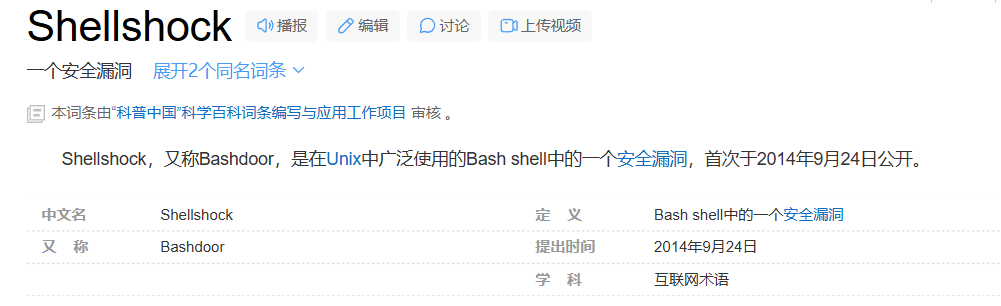 Shellshock 播报 编辑 讨论 上传视频
一个安全漏洞 展开2个同名词条
本词条由“科普中国”科学百科词条编写与应用工作项目 审核 。
Shellshock，又称Bashdoor，是在Unix中广泛使用的Bash shell中的一个安全漏洞，首次于2014年9月24日公开。
中文名 Shellshock 定 义 Bash shell中的一个安全漏洞
又 称 Bashdoor 提出时间 2014年9月24日
学 科 互联网术语